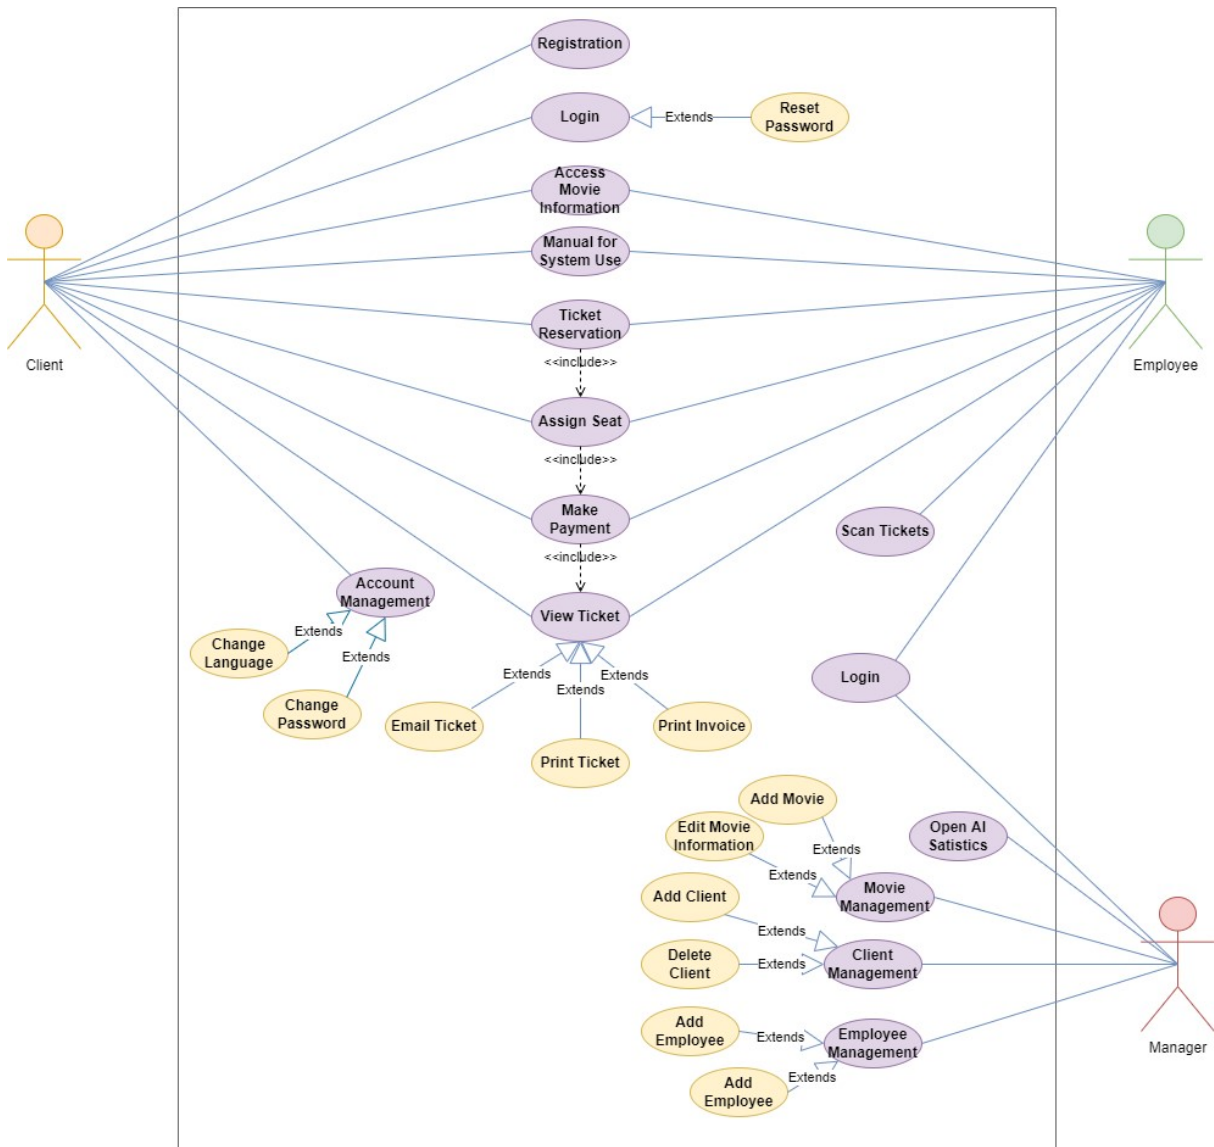 Registration
Login
Extends
Reset
Password
Access
Movie
Information
Manual for
System Use
Ticket
Reservation
Client
Employee
<<include>>
Assign Seat
<<include>>
Make
Payment
Scan Tickets
<<include>>
Account
Management
View Ticket
Extends
Change
Language
Extends
Change
Password
Extends
Extends
Extends
Email Ticket
Print Ticket
Print Invoice
Login
Add Movie
Edit Movie
Information
Extends
Extends
Open AI
Satistics
Movie
Management
Add Client
Extends
Delete
Client
Extends
Client
Management
Add
Employee
Extends
Employee
Management
Extends
Add
Employee
Manager